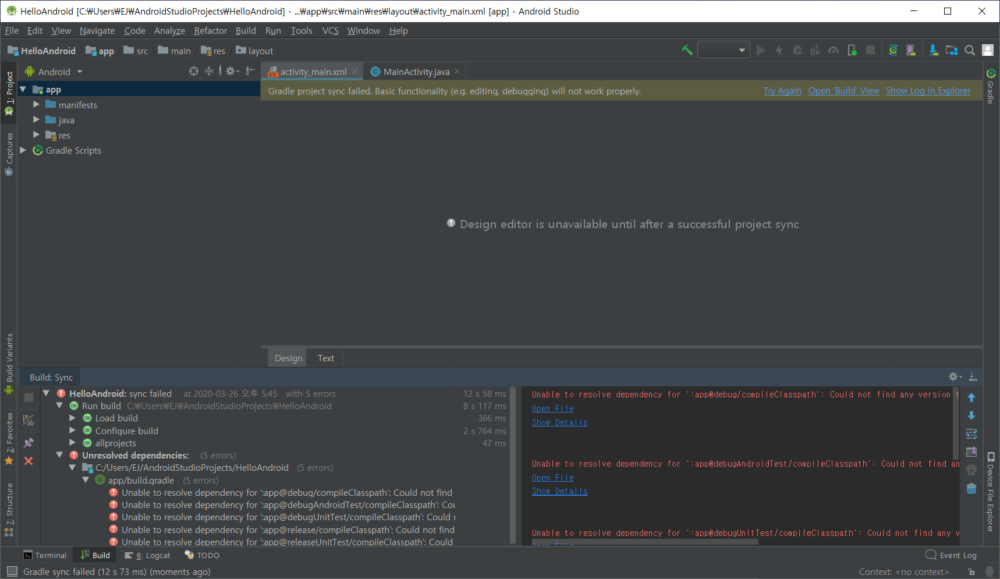 HelloAndroid [C:₩Users₩EJ₩AndroidStudioProjects₩HelloAndroid] - ...₩app₩src₩main₩res₩layout₩activity_main.xml [app] - Android Studio
File Edit View Navigate Code Analyze Refactor Build Run Tools VCS Window Help
HelloAndroid app src main res layout
Android
activity_main.xml MainActivity.java
Gradle project sync failed. Basic functionality (e.g. editing, debugging) will not work properly. Try Again Open 'Build' View Show Log in Explorer
app
manifests
java
res
Gradle Scripts
1: Project
Captures
Build Variants
2: Favorites
7: Structure
Gradle
Device File Explorer
Design editor is unavailable until after a successful project sync
Design Text
Build: Sync
HelloAndroid: sync failed at 2020-03-26 오후 5:45 with 5 errors 12 s 58 ms
Run build C:₩Users₩EJ₩AndroidStudioProjects₩HelloAndroid 8 s 117 ms
Load build 366 ms
Configure build 2 s 764 ms
allprojects 47 ms
Unresolved dependencies: (5 errors)
C:/Users/EJ/AndroidStudioProjects/HelloAndroid (5 errors)
app/build.gradle (5 errors)
Unable to resolve dependency for ':app@debug/compileClasspath': Could not find
Unable to resolve dependency for ':app@debugAndroidTest/compileClasspath': Cou
Unable to resolve dependency for ':app@debugUnitTest/compileClasspath': Could
Unable to resolve dependency for ':app@release/compileClasspath': Could not find
Unable to resolve dependency for ':app@releaseUnitTest/compileClasspath': Could
Unable to resolve dependency for ':app@debug/compileClasspath': Could not find any version t
Open File
Show Details
Unable to resolve dependency for ':app@debugAndroidTest/compileClasspath': Could not find an
Open File
Show Details
Unable to resolve dependency for ':app@debugUnitTest/compileClasspath': Could not find any v
Open File
Terminal Build 6: Logcat TODO Event Log
Gradle sync failed (12 s 73 ms) (moments ago) Context: <no context>